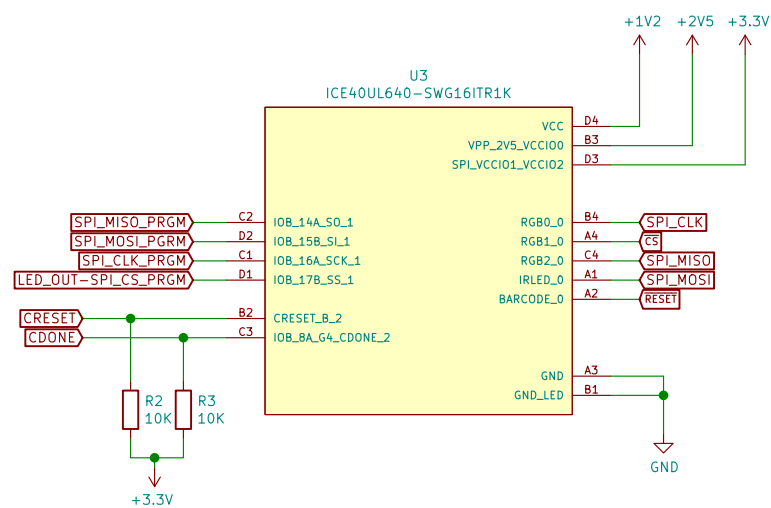 +1V2 +2V5 +3.3V
U3
ICE40UL640-SWG16ITR1K
VCC D4
VPP_2V5_VCCIO0 B3
SPI_VCCIO1_VCCIO2 D3
SPI_MISO_PRGM C2 IOB_14A_SO_1 RGB0_0 B4 SPI_CLK
SPI_MOSI_PGRM D2 IOB_15B_SI_1 RGB1_0 A4 CS
SPI_CLK_PRGM C1 IOB_16A_SCK_1 RGB2_0 C4 SPI_MISO
LED_OUT-SPI_CS_PRGM D1 IOB_17B_SS_1 IRLED_0 A1 SPI_MOSI
BARCODE_0 A2 RESET
CRESET B2 CRESET_B_2
CDONE C3 IOB_8A_G4_CDONE_2
GND A3
GND_LED B1
R2 R3
10K 10K
GND
+3.3V